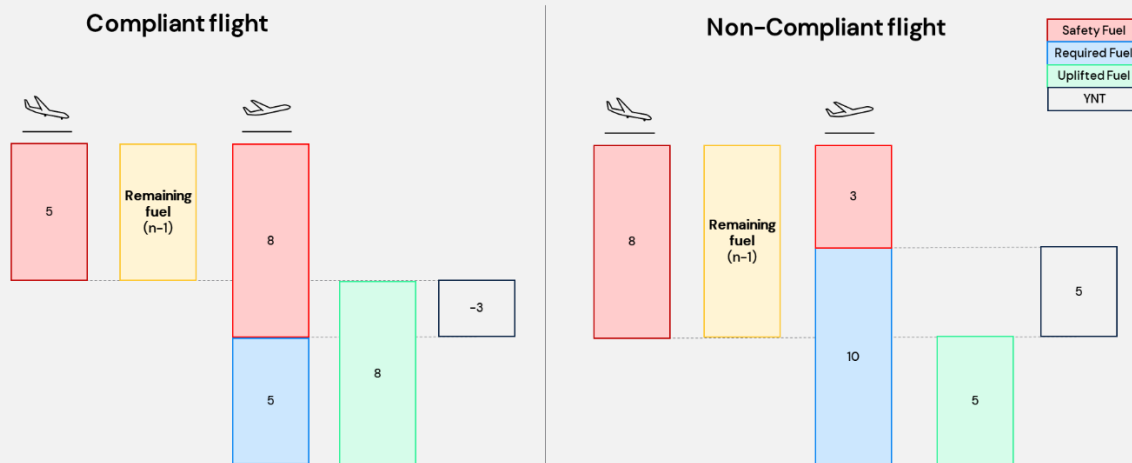 Compliant flight
Non-Compliant flight
Safety Fuel
Required Fuel
Uplifted Fuel
YNT
5
Remaining
fuel
(n-1)
8
5
8
-3
8
Remaining
fuel
(n-1)
3
10
5
5